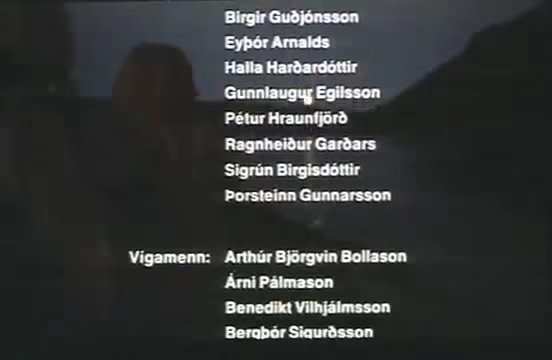 Birgir Guðjónsson
Eyþór Arnalds
Halla Harðardóttir
Gunnlaugur Egilsson
Pétur Hraunfjörð
Ragnheiður Garðars
Sigrún Birgisdóttir
Þorsteinn Gunnarsson
Vígamenn: Arthúr Björgvin Bollason
Árni Pálmason
Benedikt Vilhjálmsson
Bergþór Sigurðsson